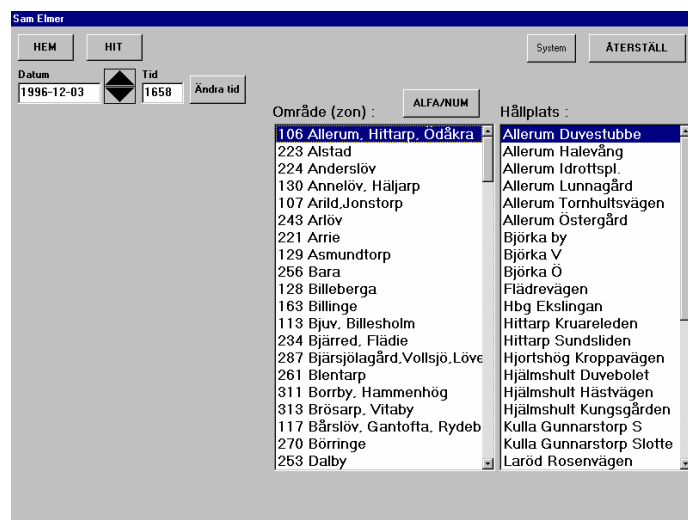 Sam Elmer
HEM
HIT
System
ÅTERSTÄLL
Datum
Tid
1996-12-03
1658
Ändra tid
Område (zon) :
ALFA/NUM
Hållplats :
106 Allerum, Hittarp, Ödåkra
223 Alstad
224 Anderslöv
130 Annelöv, Häljarp
107 Arild,Jonstorp
243 Arlöv
221 Arrie
129 Asmundtorp
256 Bara
128 Billeberga
163 Billinge
113 Bjuv, Billesholm
234 Bjärred, Flädie
287 Bjärsjölagård,Vollsjö,Löve
261 Blentarp
311 Borrby, Hammenhög
313 Brösarp, Vitaby
117 Bårslöv, Gantofta, Rydeb
270 Börringe
253 Dalby
Allerum Duvestubbe
Allerum Halevång
Allerum Idrottspl.
Allerum Lunnagård
Allerum Tornhultsvägen
Allerum Östergård
Björka by
Björka V
Björka Ö
Flädrevägen
Hbg Ekslingan
Hittarp Kruareleden
Hittarp Sundsliden
Hjortshög Kroppavägen
Hjälmshult Duvebolet
Hjälmshult Hästvägen
Hjälmshult Kungsgården
Kulla Gunnarstorp S
Kulla Gunnarstorp Slotte
Laröd Rosenvägen